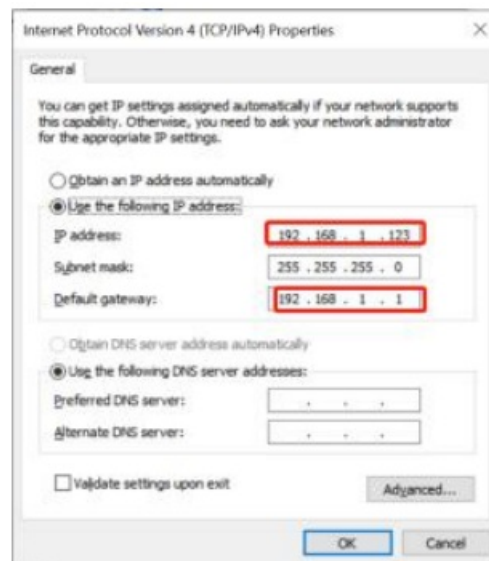 Internet Protocol Version 4 (TCP/IPv4) Properties
General
You can get IP settings assigned automatically if your network supports
this capability. Otherwise, you need to ask your network administrator
for the appropriate IP settings.
Obtain an IP address automatically
Use the following IP address:
IP address: 192 . 168 . 1 . 123
Subnet mask: 255 . 255 . 255 . 0
Default gateway: 192 . 168 . 1 . 1
Obtain DNS server address automatically
Use the following DNS server addresses:
Preferred DNS server: . . .
Alternate DNS server: . . .
Validate settings upon exit
Advanced...
OK Cancel